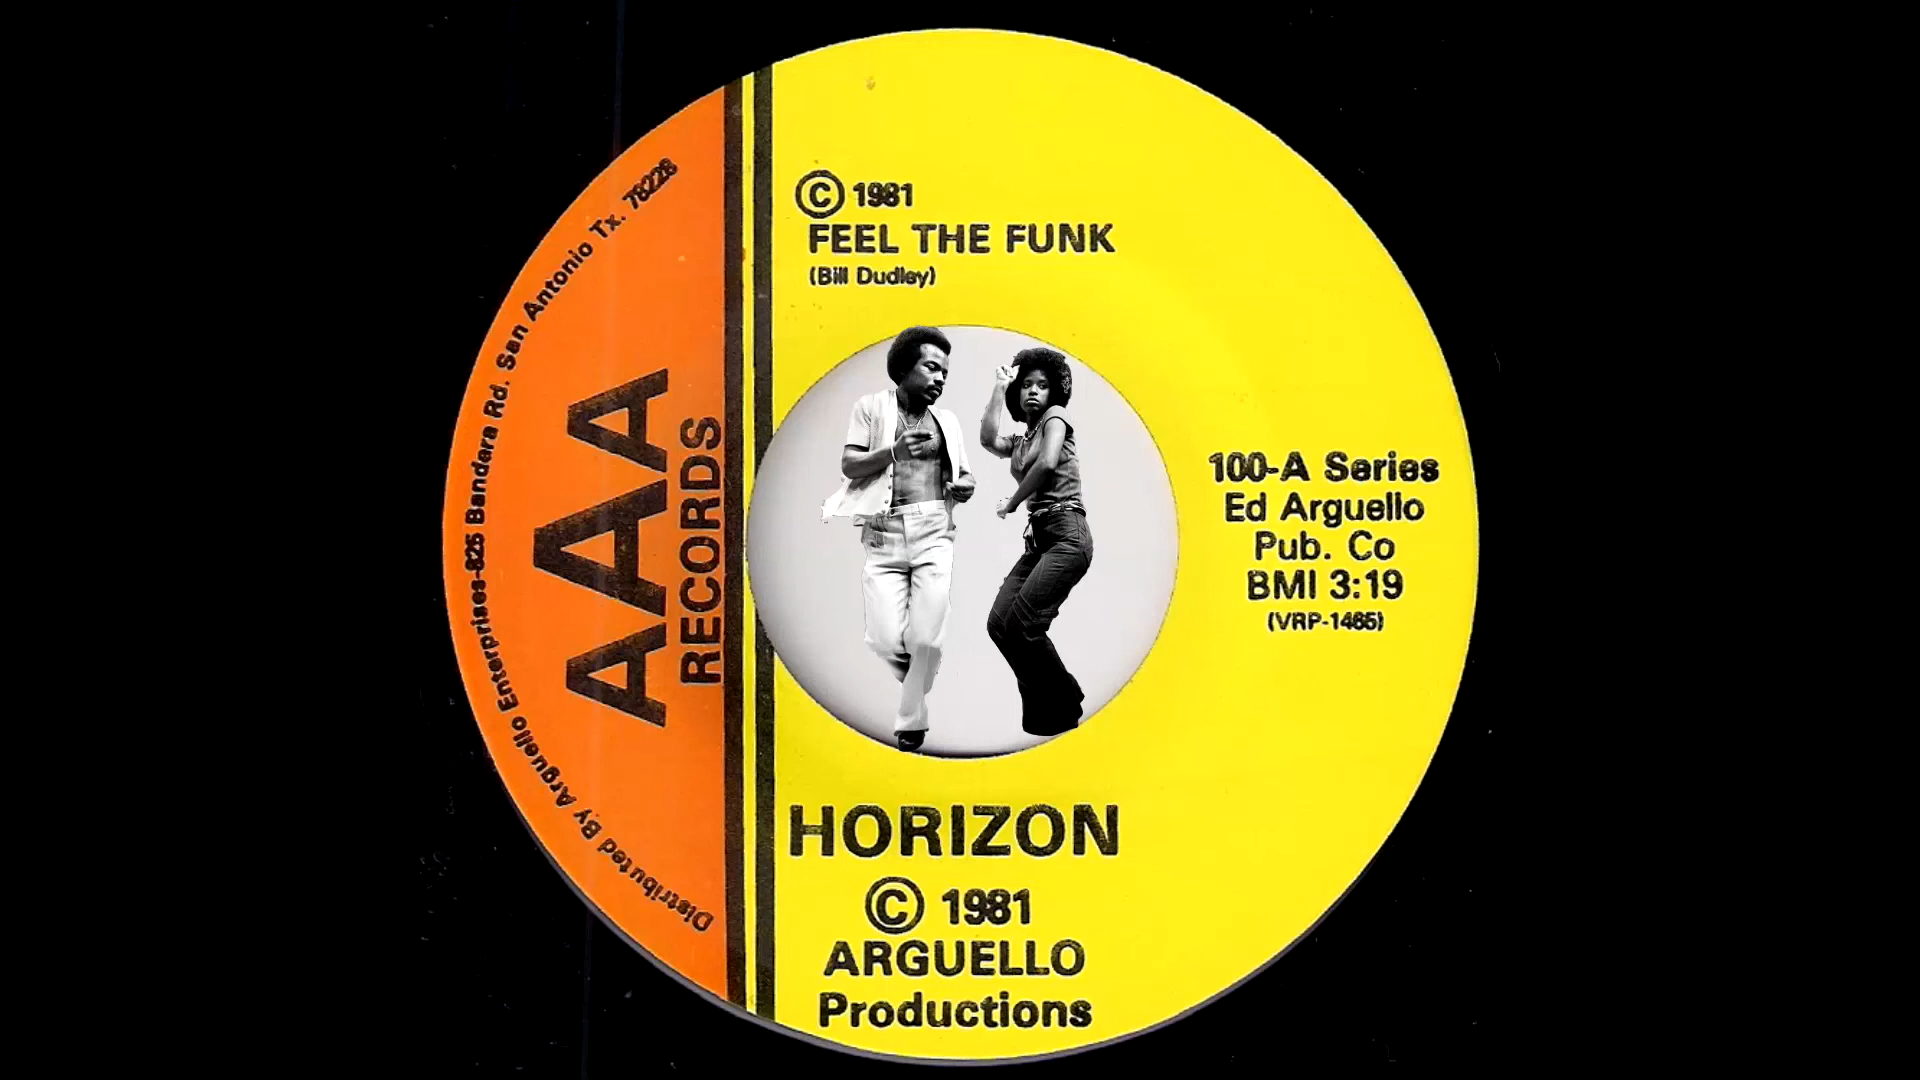 © 1981
FEEL THE FUNK
(Bill Dudley)
AAA
RECORDS
Distributed By Arguello Enterprises-825 Bandera Rd. San Antonio Tx. 78228
100-A Series
Ed Arguello
Pub. Co
BMI 3:19
(VRP-1465)
HORIZON
© 1981
ARGUELLO
Productions